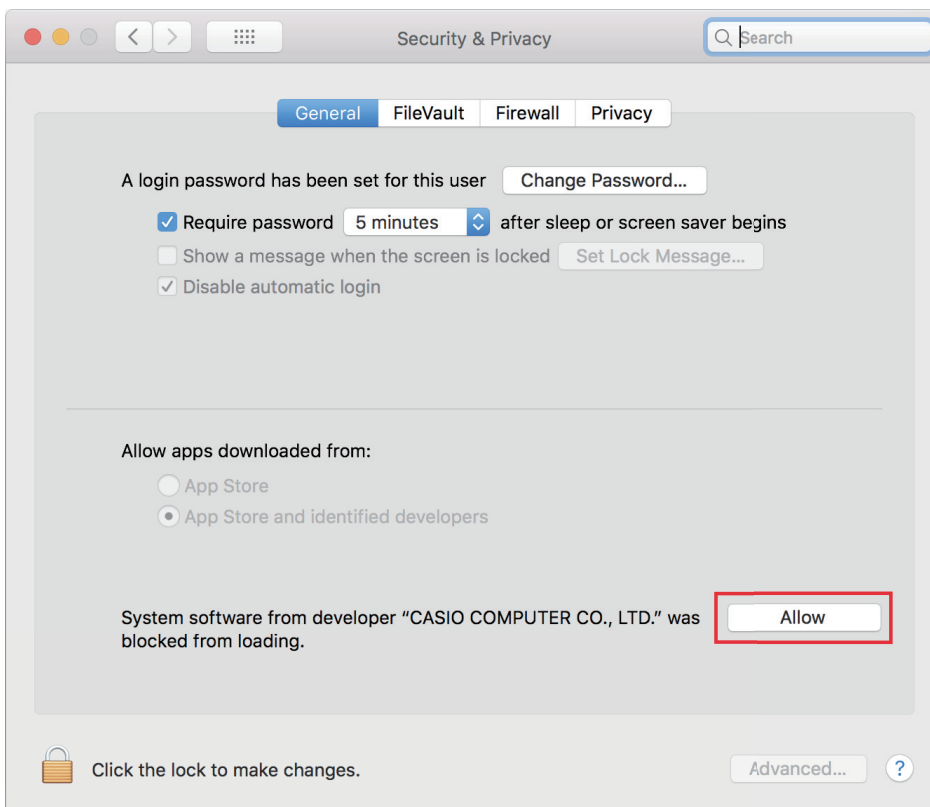 Security & Privacy
Search
General FileVault Firewall Privacy
A login password has been set for this user Change Password...
Require password 5 minutes after sleep or screen saver begins
Show a message when the screen is locked Set Lock Message...
Disable automatic login
Allow apps downloaded from:
App Store
App Store and identified developers
System software from developer “CASIO COMPUTER CO., LTD.” was Allow
blocked from loading.
Click the lock to make changes. Advanced... ?